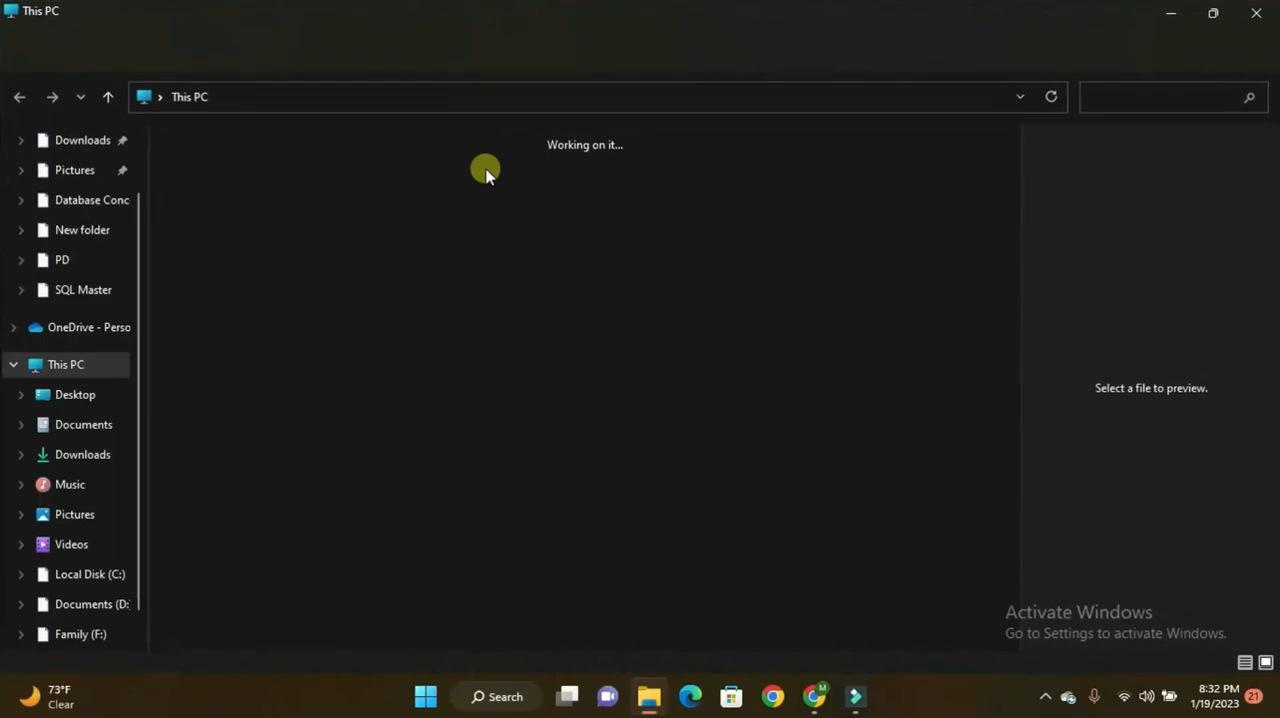 This PC
This PC
Working on it...
Downloads
Pictures
Database Conc
New folder
PD
SQL Master
OneDrive - Perso
This PC
Desktop
Documents
Downloads
Music
Pictures
Videos
Local Disk (C:)
Documents (D:
Family (F:)
Select a file to preview.
Activate Windows
Go to Settings to activate Windows.
73°F
Clear
Search
M
8:32 PM
1/19/2023
21